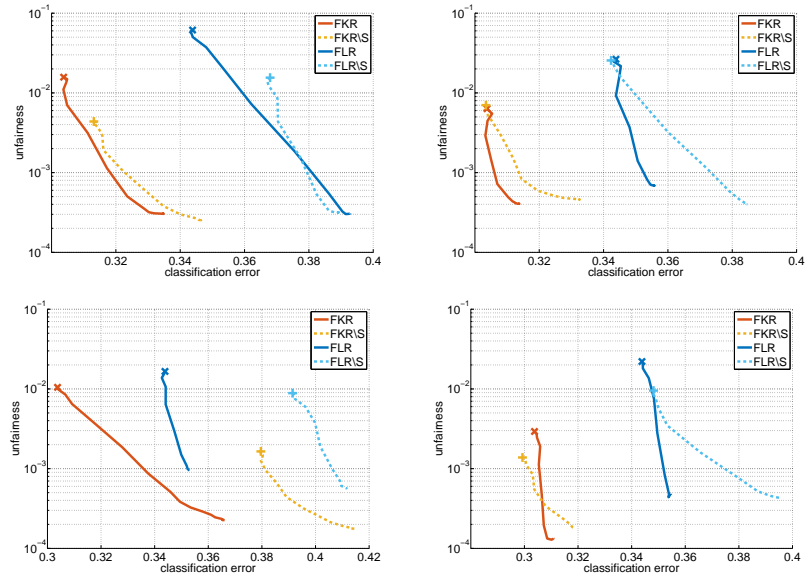 10^-1
10^-2
10^-3
10^-4
unfairness
0.32 0.34 0.36 0.38 0.4
classification error
FKR
FKR\S
FLR
FLR\S
10^-1
10^-2
10^-3
10^-4
unfairness
0.3 0.32 0.34 0.36 0.38 0.4
classification error
FKR
FKR\S
FLR
FLR\S
10^-1
10^-2
10^-3
10^-4
unfairness
0.3 0.32 0.34 0.36 0.38 0.4 0.42
classification error
FKR
FKR\S
FLR
FLR\S
10^-1
10^-2
10^-3
10^-4
unfairness
0.3 0.32 0.34 0.36 0.38 0.4
classification error
FKR
FKR\S
FLR
FLR\S